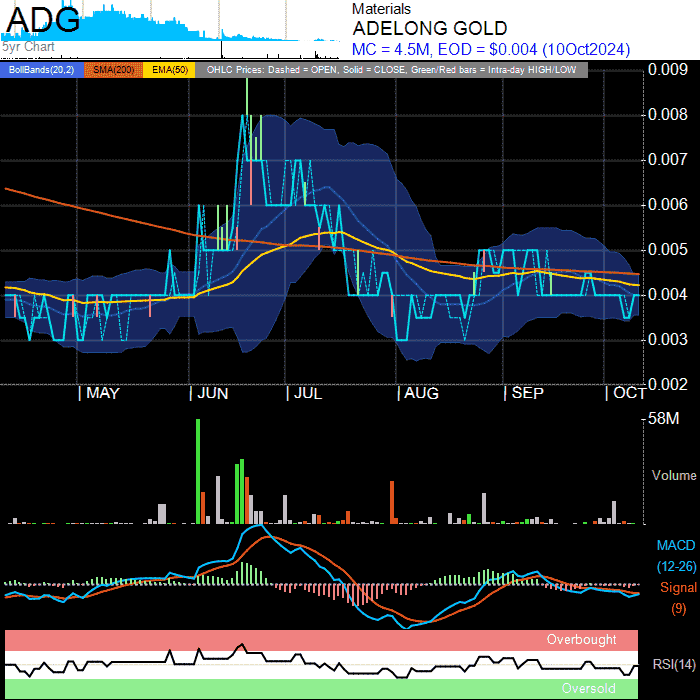 ADG
5yr Chart
Materials
ADELONG GOLD
MC = 4.5M, EOD = $0.004 (10Oct2024)
BollBands(20,2) SMA(200) EMA(50) OHLC Prices: Dashed = OPEN, Solid = CLOSE, Green/Red bars = Intra-day HIGH/LOW
0.009
0.008
0.007
0.006
0.005
0.004
0.003
0.002
| MAY | JUN | JUL | AUG | SEP | OCT
58M
Volume
MACD
(12-26)
Signal
(9)
Overbought
RSI(14)
Oversold